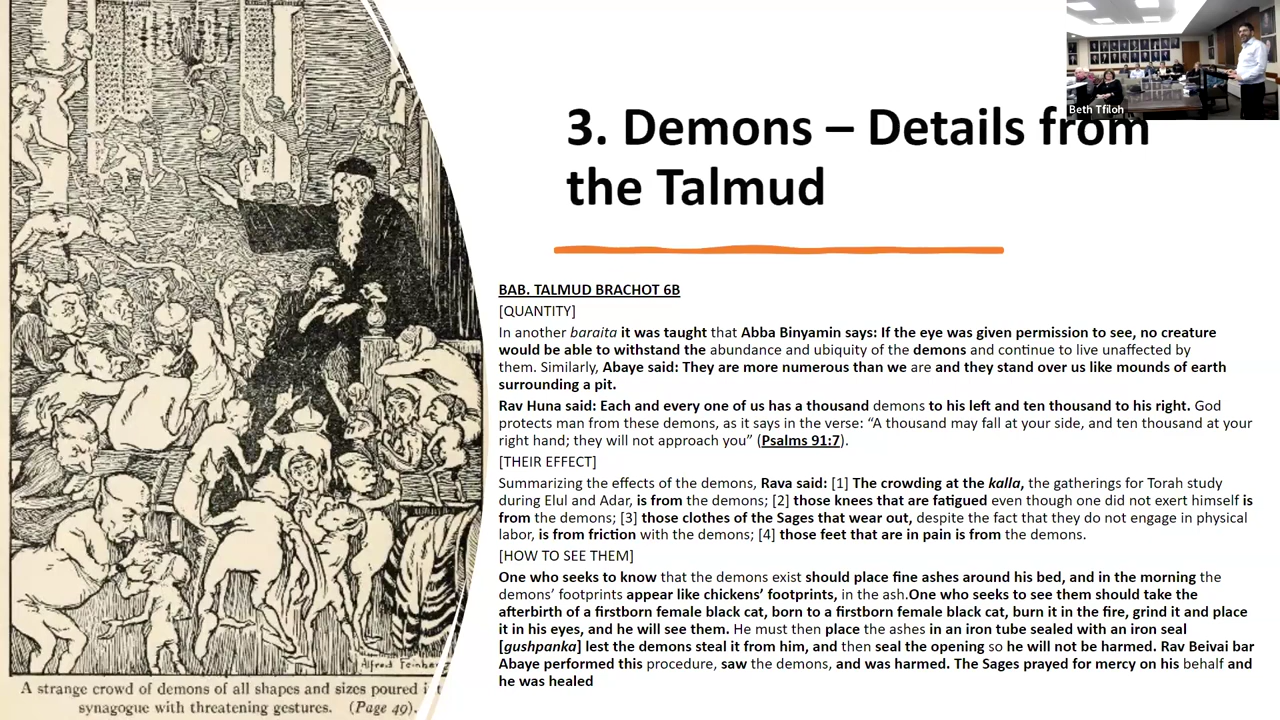 Beth Tfiloh
3. Demons – Details from
the Talmud
BAB. TALMUD BRACHOT 6B
[QUANTITY]
In another baraita it was taught that Abba Binyamin says: If the eye was given permission to see, no creature
would be able to withstand the abundance and ubiquity of the demons and continue to live unaffected by
them. Similarly, Abaye said: They are more numerous than we are and they stand over us like mounds of earth
surrounding a pit.
Rav Huna said: Each and every one of us has a thousand demons to his left and ten thousand to his right. God
protects man from these demons, as it says in the verse: “A thousand may fall at your side, and ten thousand at your
right hand; they will not approach you” (Psalms 91:7).
[THEIR EFFECT]
Summarizing the effects of the demons, Rava said: [1] The crowding at the kalla, the gatherings for Torah study
during Elul and Adar, is from the demons; [2] those knees that are fatigued even though one did not exert himself is
from the demons; [3] those clothes of the Sages that wear out, despite the fact that they do not engage in physical
labor, is from friction with the demons; [4] those feet that are in pain is from the demons.
[HOW TO SEE THEM]
One who seeks to know that the demons exist should place fine ashes around his bed, and in the morning the
demons’ footprints appear like chickens’ footprints, in the ash.One who seeks to see them should take the
afterbirth of a firstborn female black cat, born to a firstborn female black cat, burn it in the fire, grind it and place
it in his eyes, and he will see them. He must then place the ashes in an iron tube sealed with an iron seal
[gushpanka] lest the demons steal it from him, and then seal the opening so he will not be harmed. Rav Beivai bar
Abaye performed this procedure, saw the demons, and was harmed. The Sages prayed for mercy on his behalf and
he was healed
Alfred
A strange crowd of demons of all shapes and sizes poured
synagogue with threatening gestures. (Page 49).